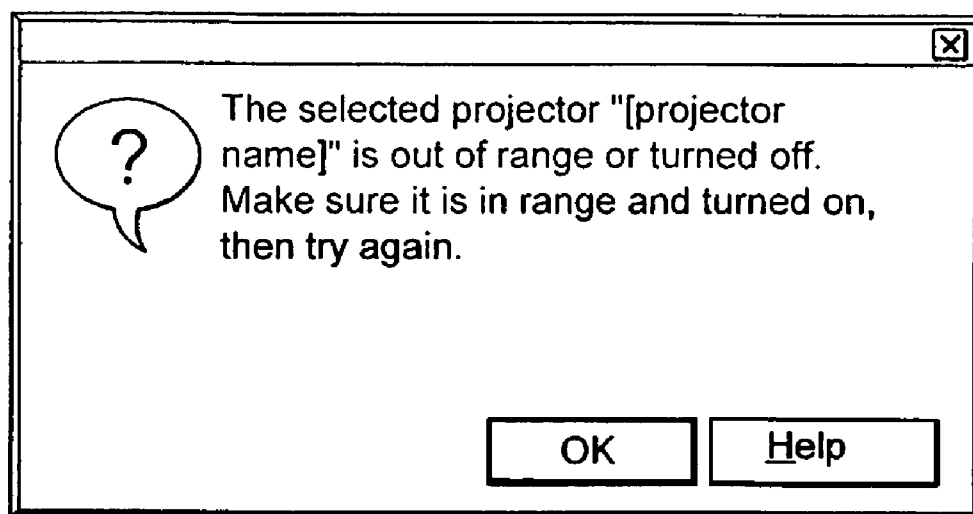 The selected projector "[projector
name]" is out of range or turned off.
Make sure it is in range and turned on,
then try again.
?
OK
Help